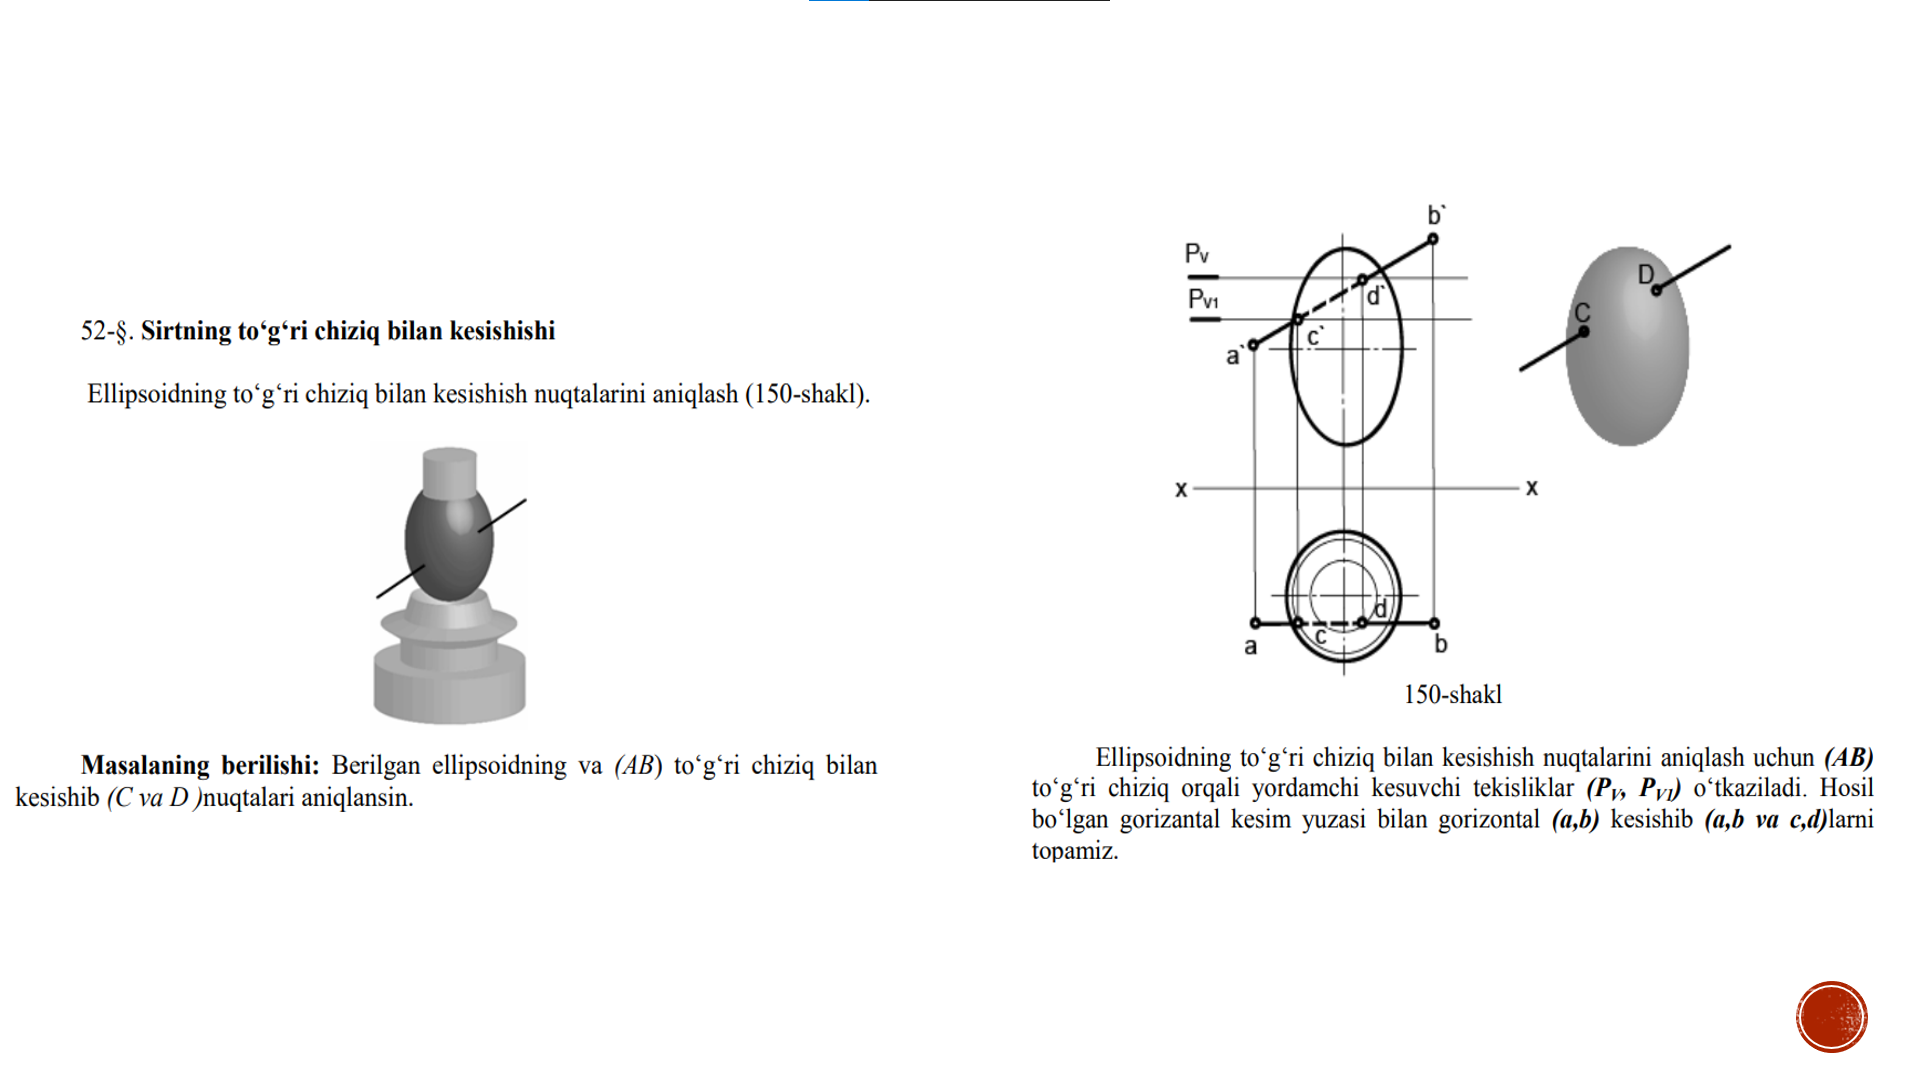 52-§. Sirtning to‘g‘ri chiziq bilan kesishishi
Ellipsoidning to‘g‘ri chiziq bilan kesishish nuqtalarini aniqlash (150-shakl).
Masalaning berilishi: Berilgan ellipsoidning va (AB) to‘g‘ri chiziq bilan
kesishib (C va D )nuqtalari aniqlansin.
b`
Pv
Pv1
d`
c`
a`
D
C
x
x
d
c
a
b
150-shakl
Ellipsoidning to‘g‘ri chiziq bilan kesishish nuqtalarini aniqlash uchun (AB)
to‘g‘ri chiziq orqali yordamchi kesuvchi tekisliklar (PV, PV1) o‘tkaziladi. Hosil
bo‘lgan gorizantal kesim yuzasi bilan gorizontal (a,b) kesishib (a,b va c,d)larni
topamiz.